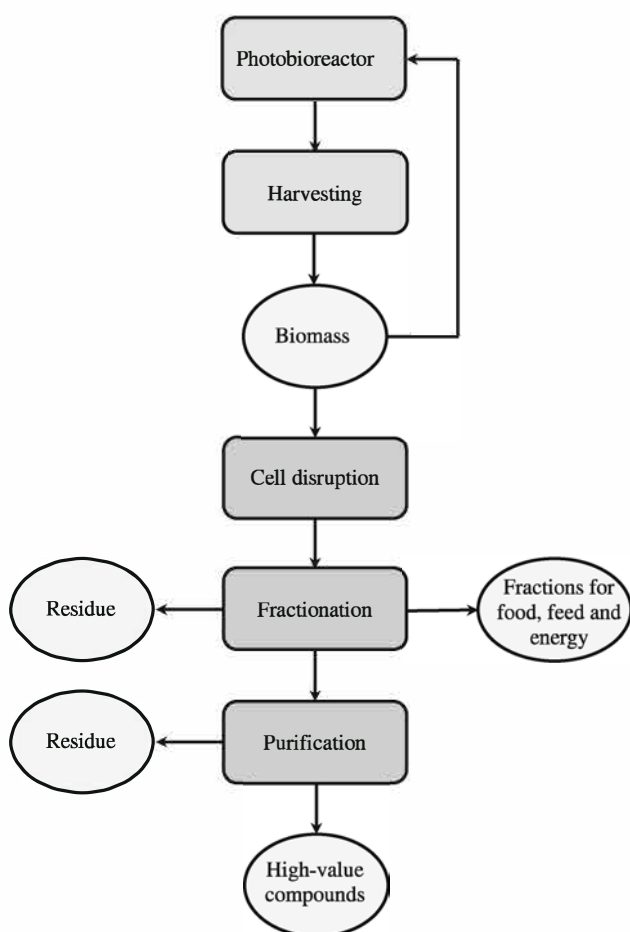 Photobioreactor
Harvesting
Biomass
Cell disruption
Residue
Fractionation
Fractions for
food, feed and
energy
Residue
Purification
High-value
compounds